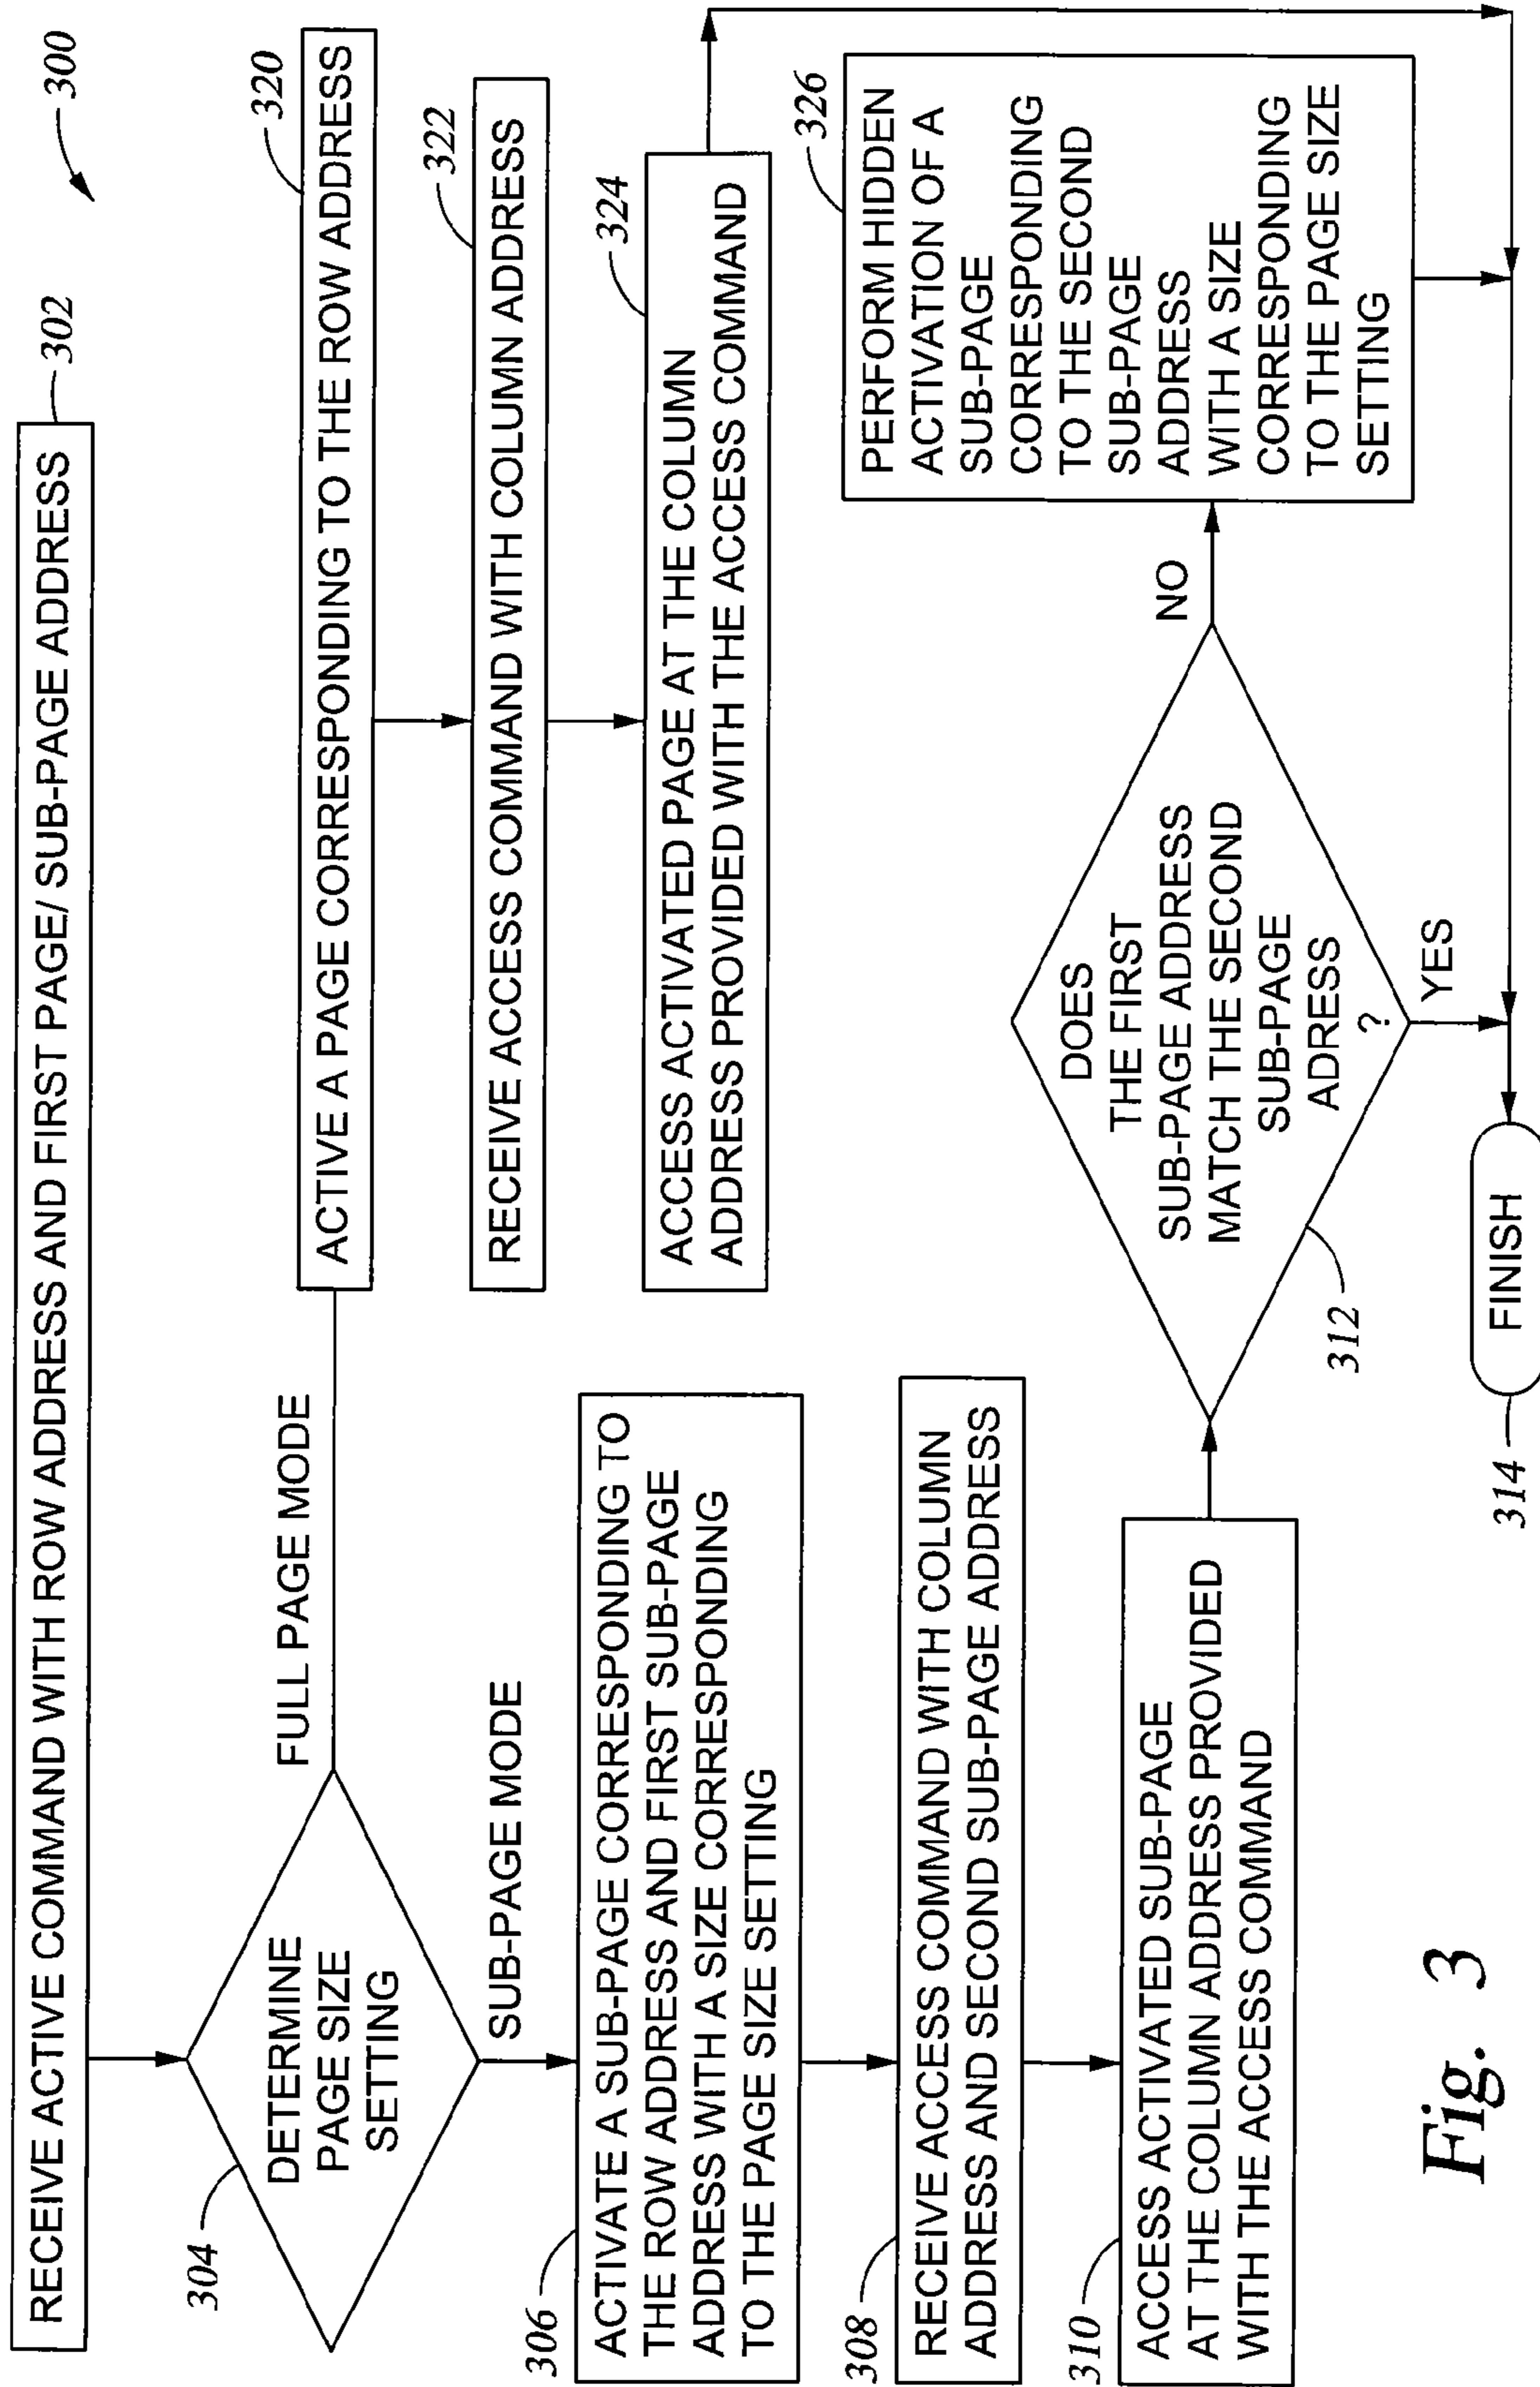 300
302
RECEIVE ACTIVE COMMAND WITH ROW ADDRESS AND FIRST PAGE/ SUB-PAGE ADDRESS
304
DETERMINE
PAGE SIZE
SETTING
FULL PAGE MODE
SUB-PAGE MODE
320
ACTIVE A PAGE CORRESPONDING TO THE ROW ADDRESS
322
RECEIVE ACCESS COMMAND WITH COLUMN ADDRESS
324
ACCESS ACTIVATED PAGE AT THE COLUMN
ADDRESS PROVIDED WITH THE ACCESS COMMAND
306
ACTIVATE A SUB-PAGE CORRESPONDING TO
THE ROW ADDRESS AND FIRST SUB-PAGE
ADDRESS WITH A SIZE CORRESPONDING
TO THE PAGE SIZE SETTING
308
RECEIVE ACCESS COMMAND WITH COLUMN
ADDRESS AND SECOND SUB-PAGE ADDRESS
310
ACCESS ACTIVATED SUB-PAGE
AT THE COLUMN ADDRESS PROVIDED
WITH THE ACCESS COMMAND
312
DOES
THE FIRST
SUB-PAGE ADDRESS
MATCH THE SECOND
SUB-PAGE
ADRESS
?
NO
YES
326
PERFORM HIDDEN
ACTIVATION OF A
SUB-PAGE
CORRESPONDING
TO THE SECOND
SUB-PAGE
ADDRESS
WITH A SIZE
CORRESPONDING
TO THE PAGE SIZE
SETTING
314
FINISH
Fig. 3